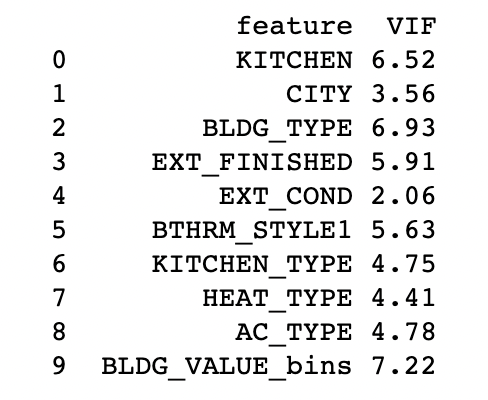 feature VIF
0 KITCHEN 6.52
1 CITY 3.56
2 BLDG_TYPE 6.93
3 EXT_FINISHED 5.91
4 EXT_COND 2.06
5 BTHRM_STYLE1 5.63
6 KITCHEN_TYPE 4.75
7 HEAT_TYPE 4.41
8 AC_TYPE 4.78
9 BLDG_VALUE_bins 7.22